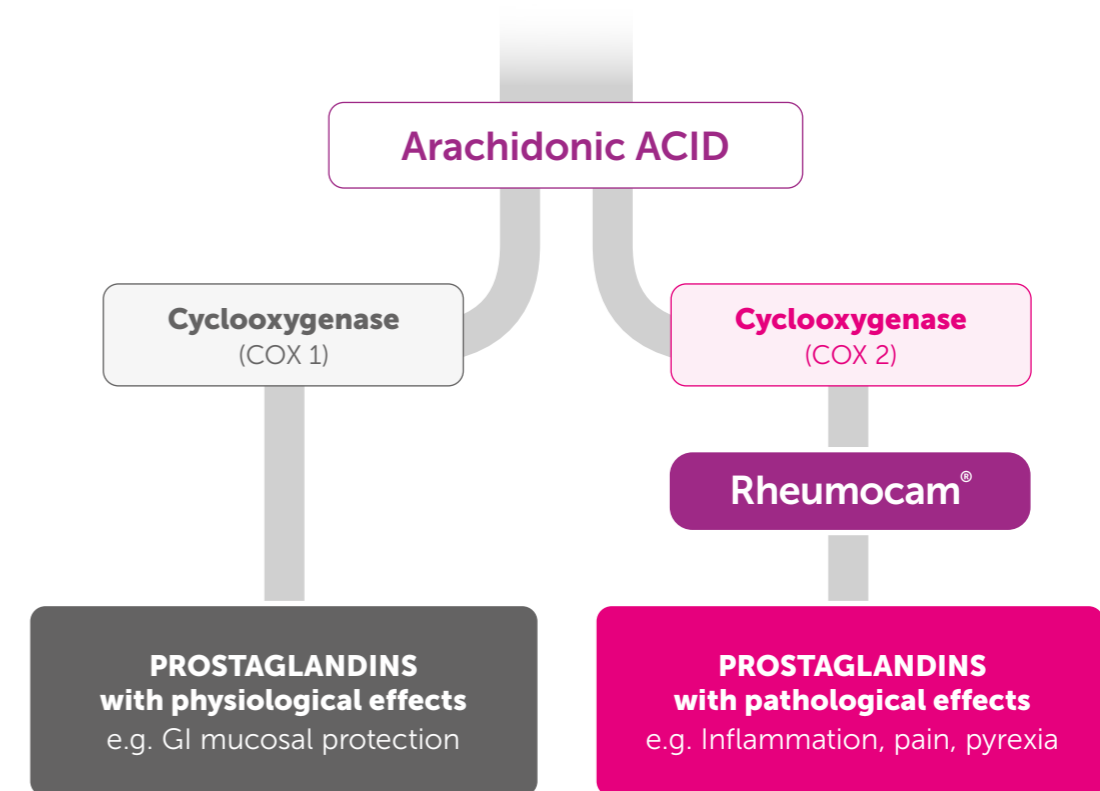 Arachidonic ACID
Cyclooxygenase
(COX 1)
Cyclooxygenase
(COX 2)
Rheumocam®
PROSTAGLANDINS
with physiological effects
e.g. GI mucosal protection
PROSTAGLANDINS
with pathological effects
e.g. Inflammation, pain, pyrexia